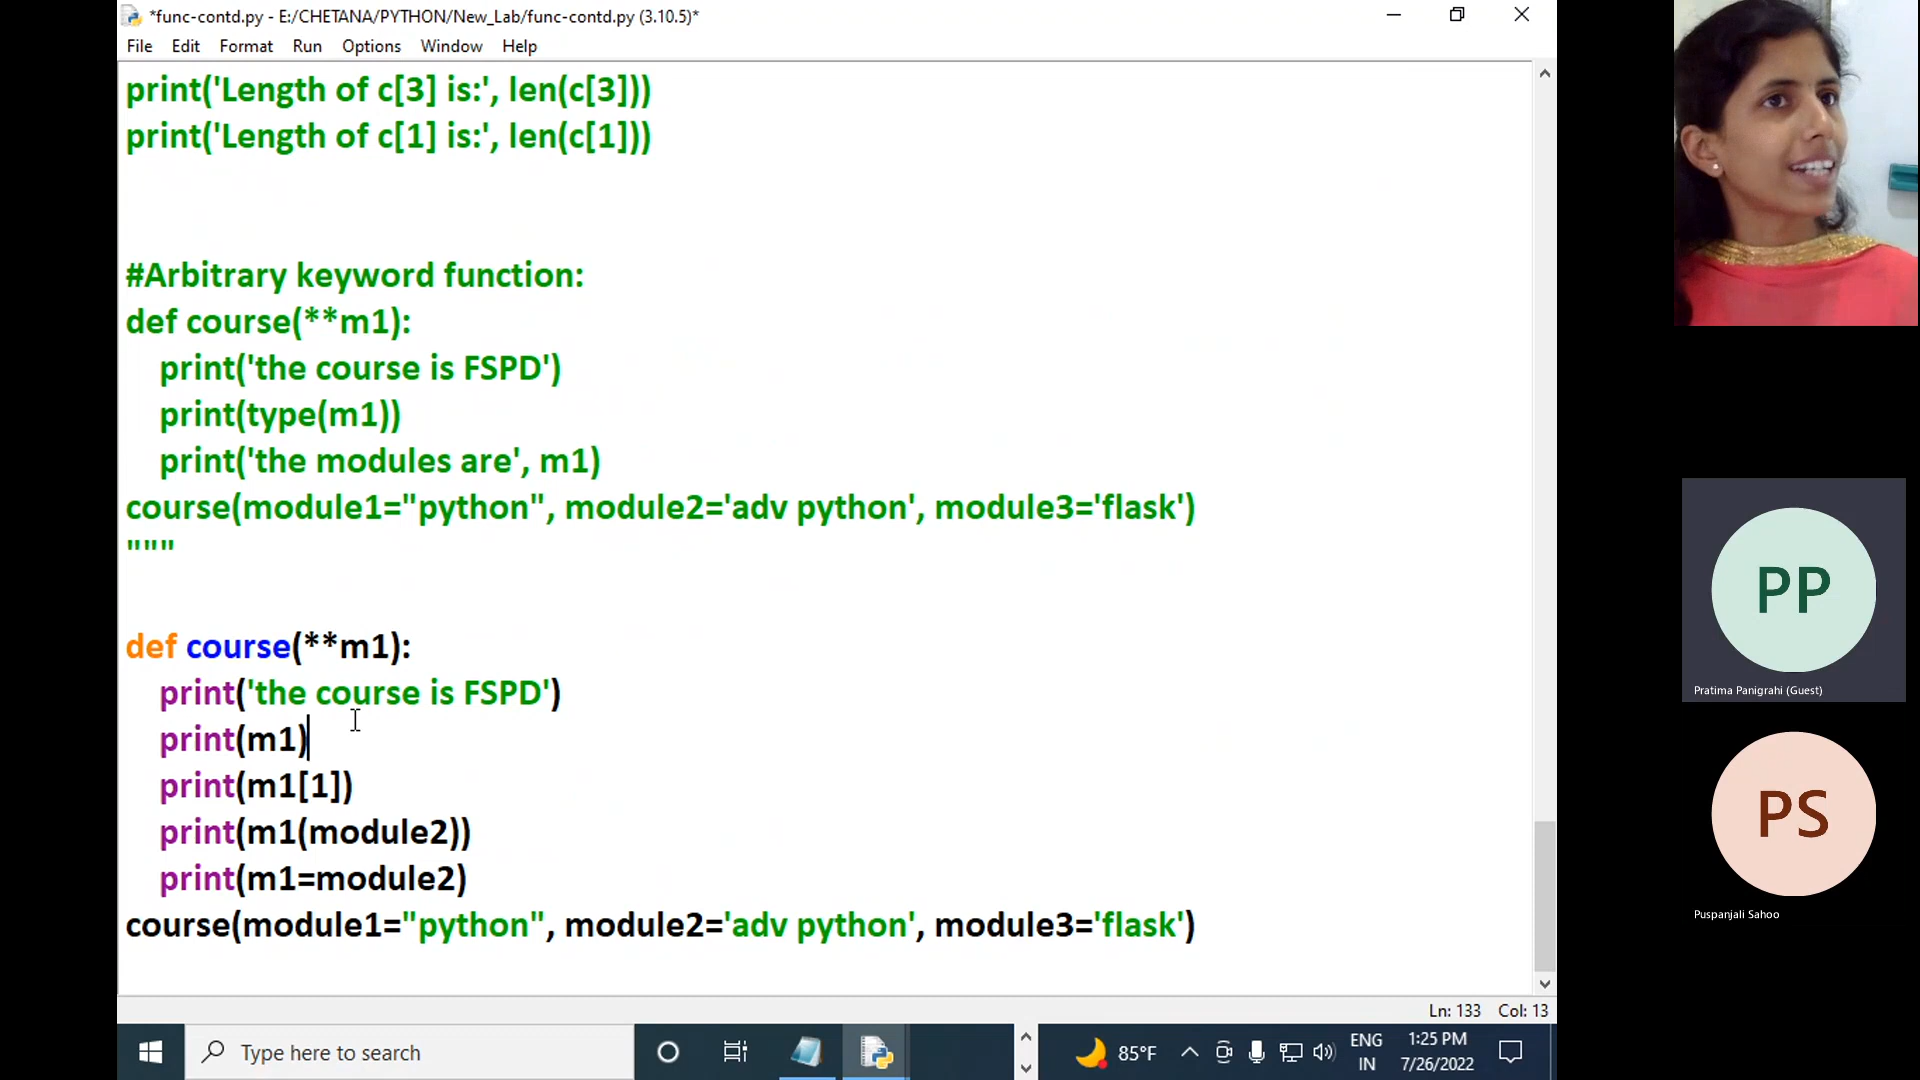 *func-contd.py - E:/CHETANA/PYTHON/New_Lab/func-contd.py (3.10.5)*
File Edit Format Run Options Window Help
print('Length of c[3] is:', len(c[3]))
print('Length of c[1] is:', len(c[1]))
#Arbitrary keyword function:
def course(**m1):
    print('the course is FSPD')
    print(type(m1))
    print('the modules are', m1)
course(module1="python", module2='adv python', module3='flask')
"""
def course(**m1):
    print('the course is FSPD')
    print(m1)
    print(m1[1])
    print(m1(module2))
    print(m1=module2)
course(module1="python", module2='adv python', module3='flask')
Ln: 133 Col: 13
Type here to search
85°F
ENG
IN
1:25 PM
7/26/2022
PP
Pratima Panigrahi (Guest)
PS
Puspanjali Sahoo